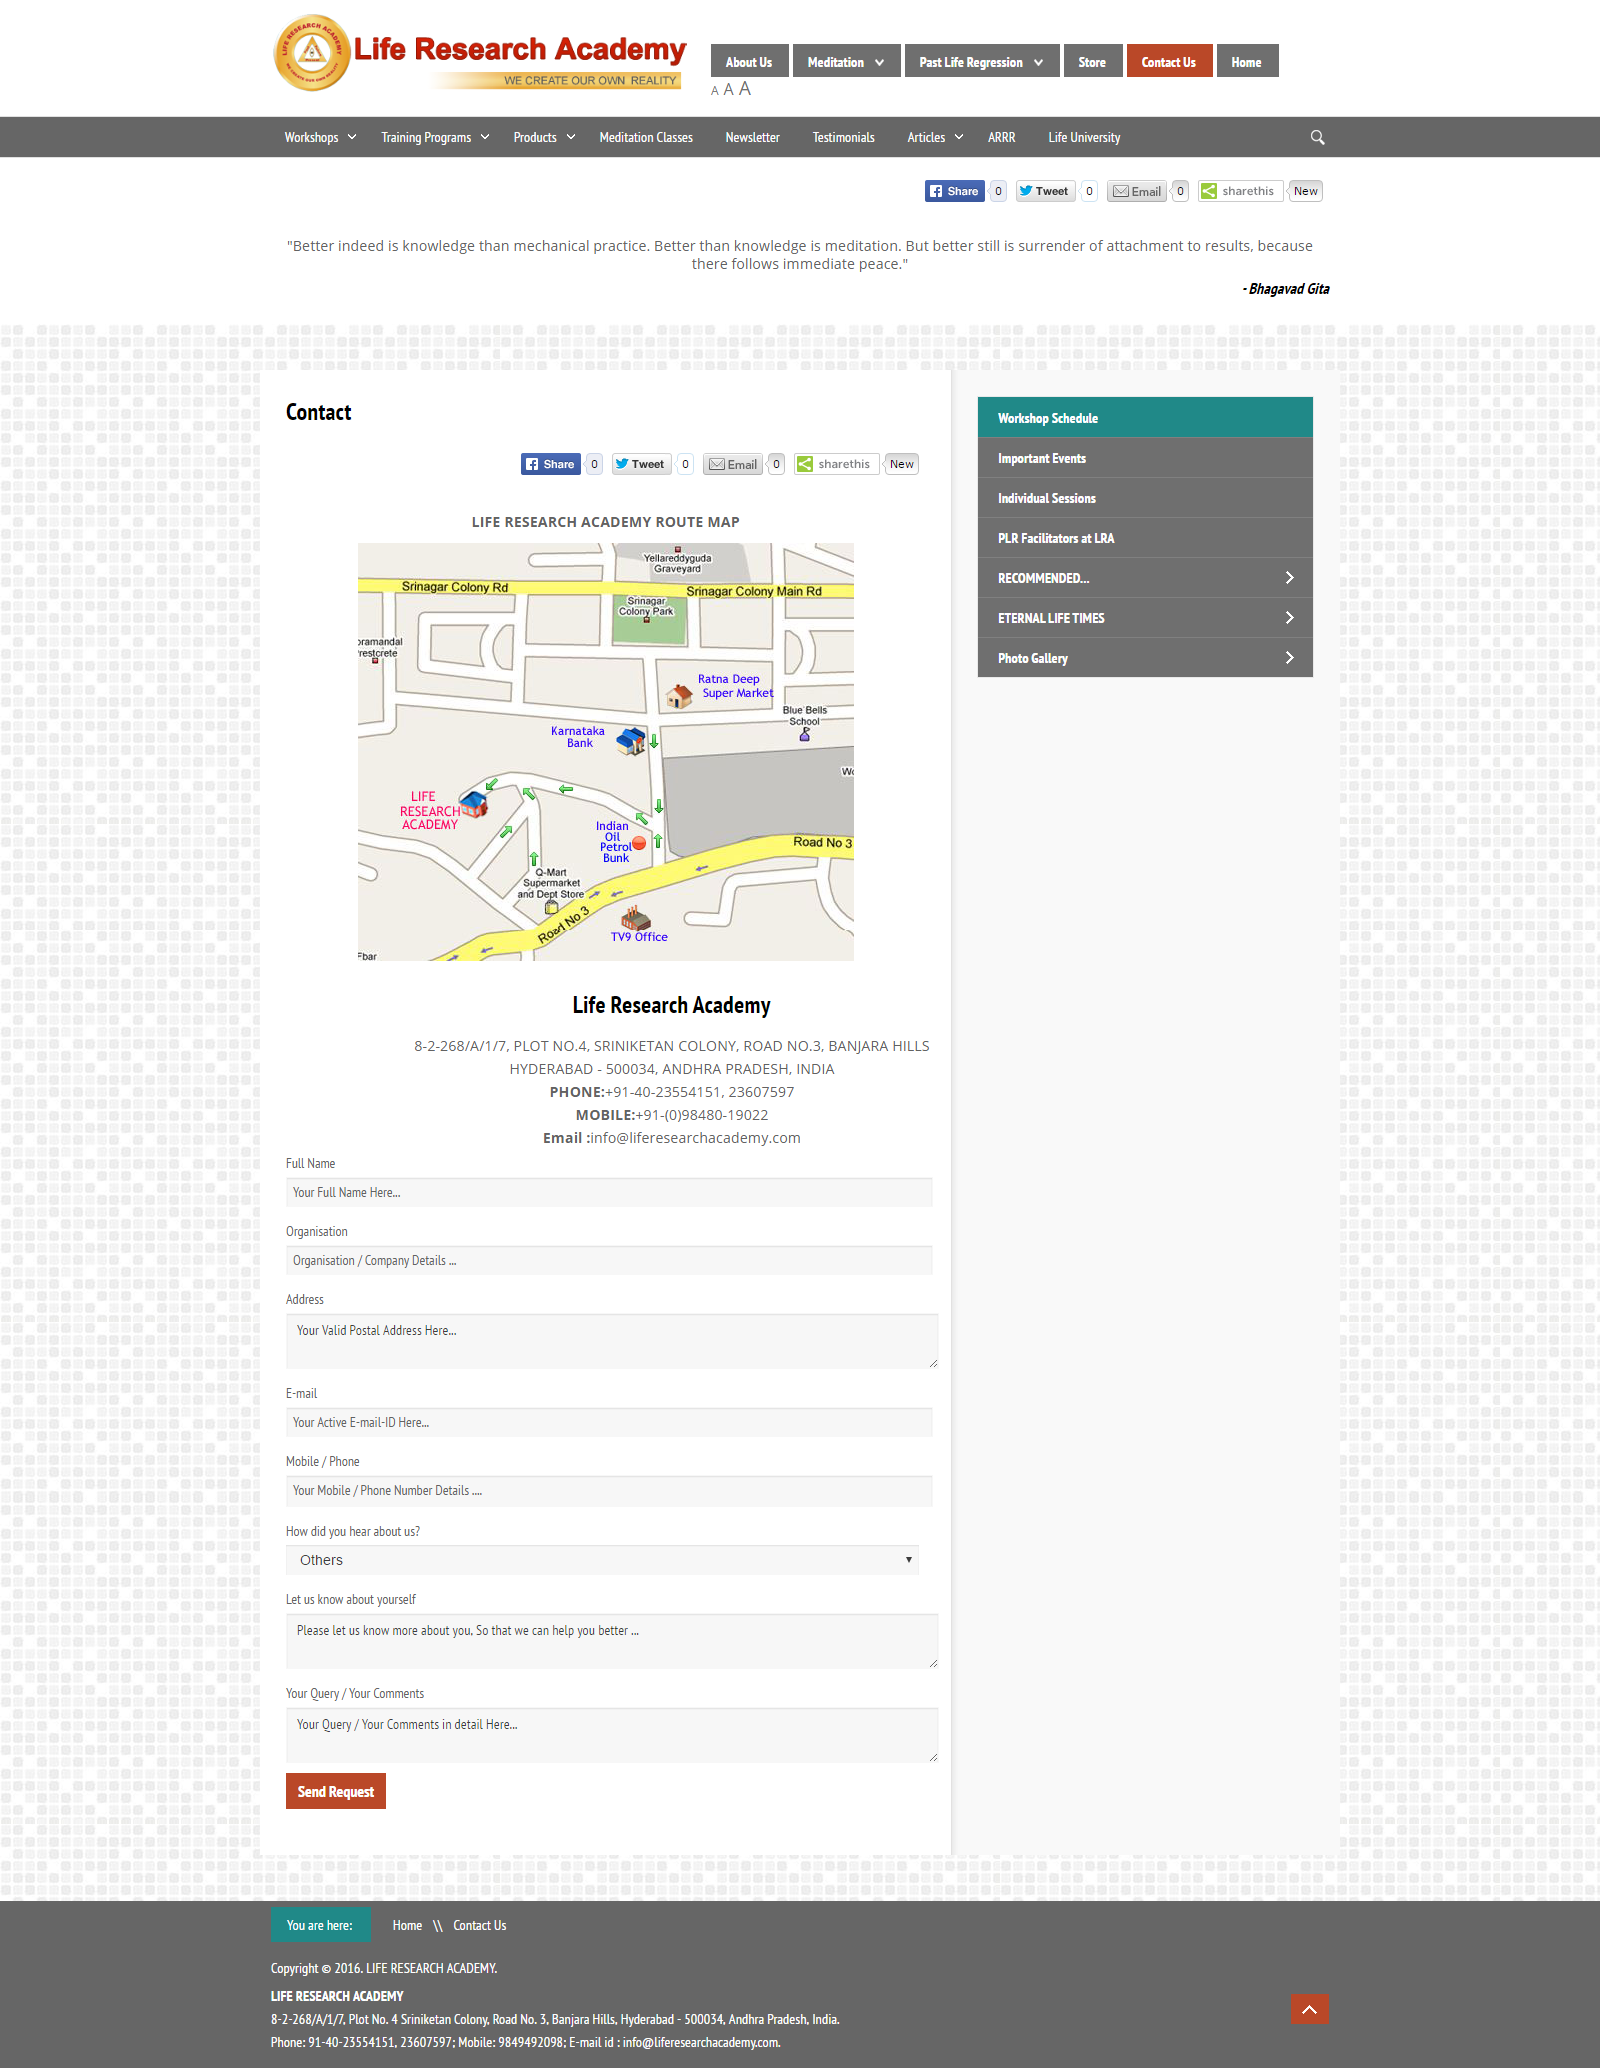 Life Research Academy
WE CREATE OUR OWN REALITY
About Us
Meditation
Past Life Regression
Store
Contact Us
Home
A A A
Workshops
Training Programs
Products
Meditation Classes
Newsletter
Testimonials
Articles
ARRR
Life University
Share 0 Tweet 0 Email 0 sharethis New
"Better indeed is knowledge than mechanical practice. Better than knowledge is meditation. But better still is surrender of attachment to results, because
there follows immediate peace."
- Bhagavad Gita
Contact
Share 0 Tweet 0 Email 0 sharethis New
LIFE RESEARCH ACADEMY ROUTE MAP
Yellareddyguda
Graveyard
Srinagar Colony Rd
Srinagar Colony Main Rd
Srinagar
Colony Park
oramandal
restcrete
Ratna Deep
Super Market
Blue Bells
School
Karnataka
Bank
LIFE
RESEARCH
ACADEMY
Indian
Oil
Petrol
Bunk
Road No 3
Q-Mart
Supermarket
and Dept Store
Road No 3
TV9 Office
Fbar
Life Research Academy
8-2-268/A/1/7, PLOT NO.4, SRINIKETAN COLONY, ROAD NO.3, BANJARA HILLS
HYDERABAD - 500034, ANDHRA PRADESH, INDIA
PHONE:+91-40-23554151, 23607597
MOBILE:+91-(0)98480-19022
Email :info@liferesearchacademy.com
Full Name
Your Full Name Here...
Organisation
Organisation / Company Details ...
Address
Your Valid Postal Address Here...
E-mail
Your Active E-mail-ID Here...
Mobile / Phone
Your Mobile / Phone Number Details ....
How did you hear about us?
Others
Let us know about yourself
Please let us know more about you, So that we can help you better ...
Your Query / Your Comments
Your Query / Your Comments in detail Here...
Send Request
Workshop Schedule
Important Events
Individual Sessions
PLR Facilitators at LRA
RECOMMENDED...
ETERNAL LIFE TIMES
Photo Gallery
You are here: Home \\ Contact Us
Copyright © 2016. LIFE RESEARCH ACADEMY.
LIFE RESEARCH ACADEMY
8-2-268/A/1/7, Plot No. 4 Sriniketan Colony, Road No. 3, Banjara Hills, Hyderabad - 500034, Andhra Pradesh, India.
Phone: 91-40-23554151, 23607597; Mobile: 9849492098; E-mail id : info@liferesearchacademy.com.